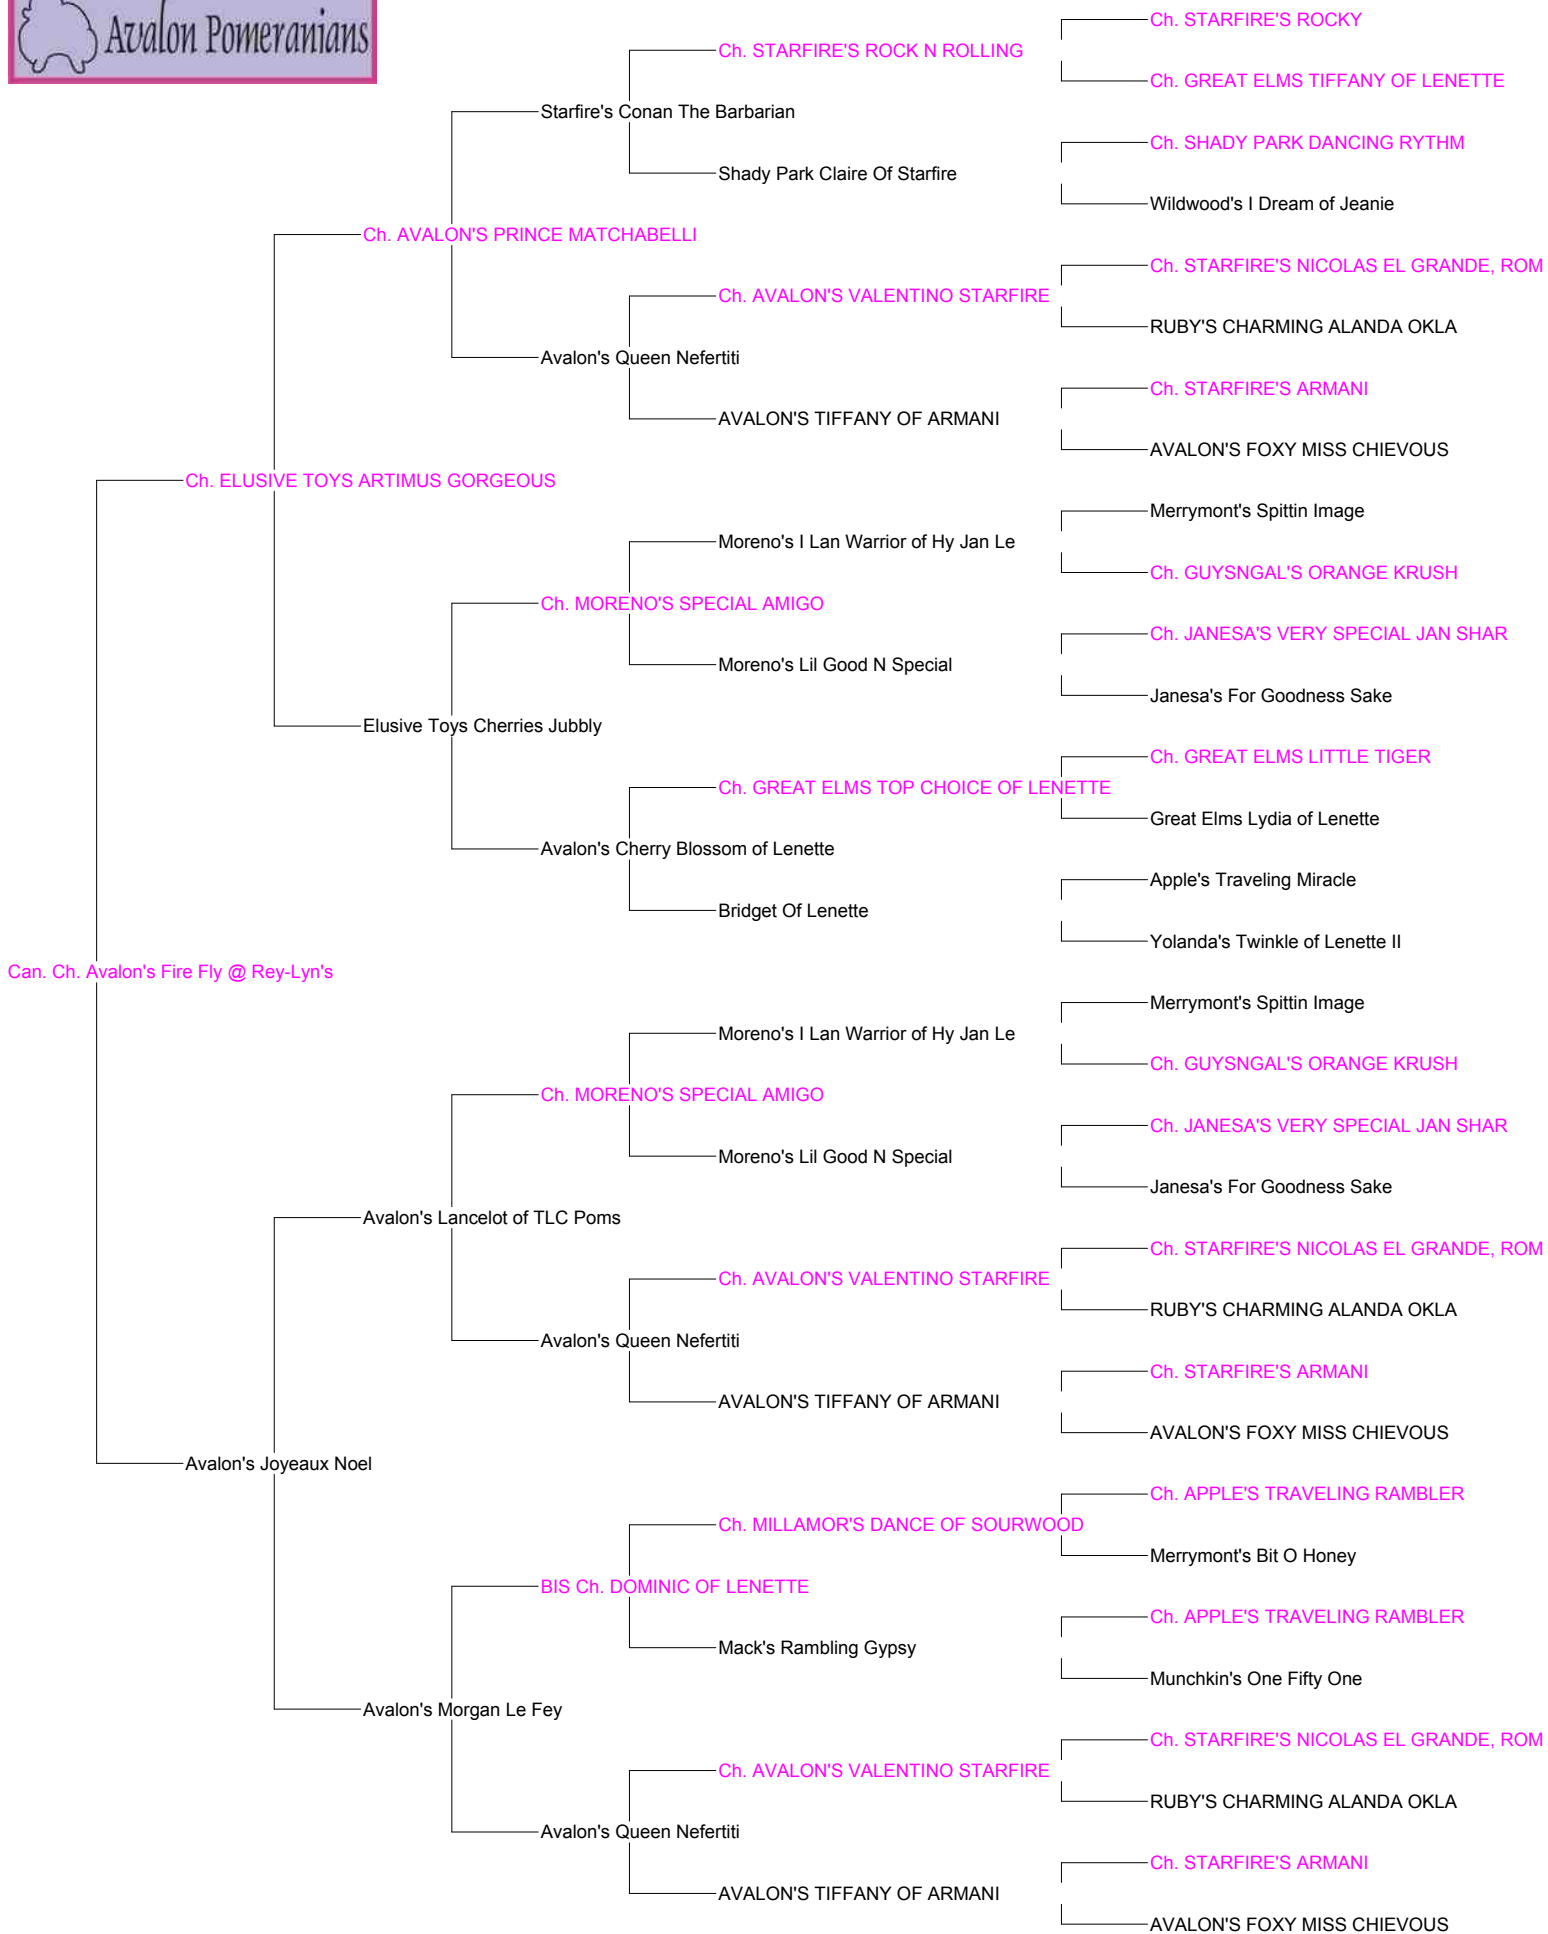 Avalon Pomeranians
Ch. STARFIRE'S ROCKY
Ch. STARFIRE'S ROCK N ROLLING
Ch. GREAT ELMS TIFFANY OF LENETTE
Starfire's Conan The Barbarian
Ch. SHADY PARK DANCING RYTHM
Shady Park Claire Of Starfire
Wildwood's I Dream of Jeanie
Ch. AVALON'S PRINCE MATCHABELLI
Ch. STARFIRE'S NICOLAS EL GRANDE, ROM
Ch. AVALON'S VALENTINO STARFIRE
RUBY'S CHARMING ALANDA OKLA
Avalon's Queen Nefertiti
Ch. STARFIRE'S ARMANI
AVALON'S TIFFANY OF ARMANI
AVALON'S FOXY MISS CHIEVOUS
Ch. ELUSIVE TOYS ARTIMUS GORGEOUS
Merrymont's Spittin Image
Moreno's I Lan Warrior of Hy Jan Le
Ch. GUYSNGAL'S ORANGE KRUSH
Ch. MORENO'S SPECIAL AMIGO
Ch. JANESA'S VERY SPECIAL JAN SHAR
Moreno's Lil Good N Special
Janesa's For Goodness Sake
Elusive Toys Cherries Jubbly
Ch. GREAT ELMS LITTLE TIGER
Ch. GREAT ELMS TOP CHOICE OF LENETTE
Great Elms Lydia of Lenette
Avalon's Cherry Blossom of Lenette
Apple's Traveling Miracle
Bridget Of Lenette
Yolanda's Twinkle of Lenette II
Can. Ch. Avalon's Fire Fly @ Rey-Lyn's
Merrymont's Spittin Image
Moreno's I Lan Warrior of Hy Jan Le
Ch. GUYSNGAL'S ORANGE KRUSH
Ch. MORENO'S SPECIAL AMIGO
Ch. JANESA'S VERY SPECIAL JAN SHAR
Moreno's Lil Good N Special
Janesa's For Goodness Sake
Avalon's Lancelot of TLC Poms
Ch. STARFIRE'S NICOLAS EL GRANDE, ROM
Ch. AVALON'S VALENTINO STARFIRE
RUBY'S CHARMING ALANDA OKLA
Avalon's Queen Nefertiti
Ch. STARFIRE'S ARMANI
AVALON'S TIFFANY OF ARMANI
AVALON'S FOXY MISS CHIEVOUS
Avalon's Joyeaux Noel
Ch. APPLE'S TRAVELING RAMBLER
Ch. MILLAMOR'S DANCE OF SOURWOOD
Merrymont's Bit O Honey
BIS Ch. DOMINIC OF LENETTE
Ch. APPLE'S TRAVELING RAMBLER
Mack's Rambling Gypsy
Munchkin's One Fifty One
Avalon's Morgan Le Fey
Ch. STARFIRE'S NICOLAS EL GRANDE, ROM
Ch. AVALON'S VALENTINO STARFIRE
RUBY'S CHARMING ALANDA OKLA
Avalon's Queen Nefertiti
Ch. STARFIRE'S ARMANI
AVALON'S TIFFANY OF ARMANI
AVALON'S FOXY MISS CHIEVOUS